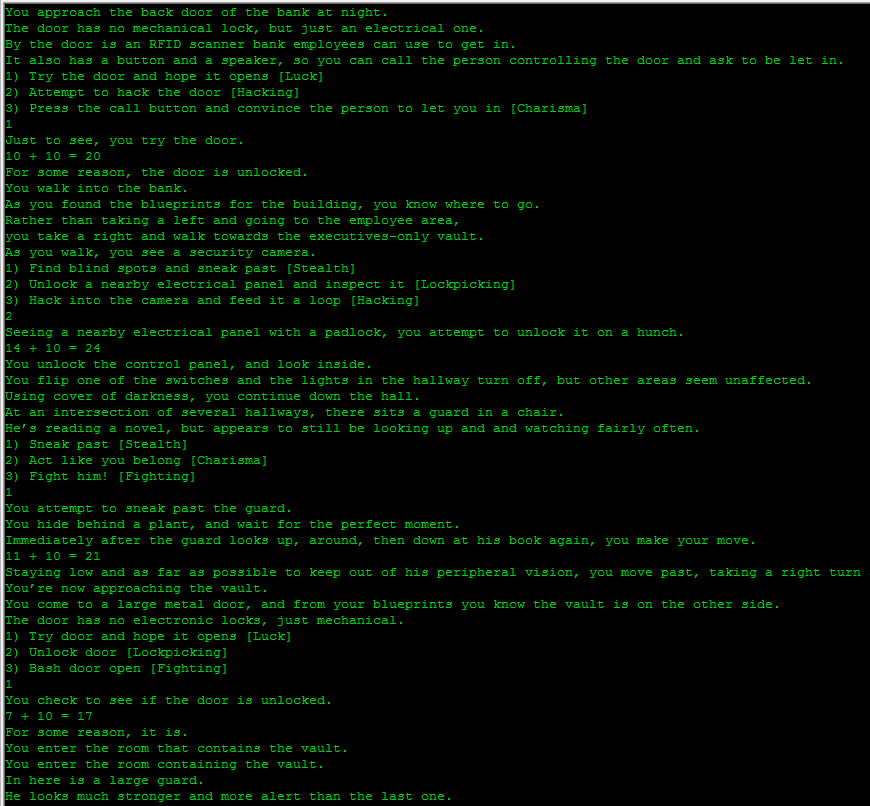 You approach the back door of the bank at night.
The door has no mechanical lock, but just an electrical one.
By the door is an RFID scanner bank employees can use to get in.
It also has a button and a speaker, so you can call the person controlling the door and ask to be let in.
1) Try the door and hope it opens [Luck]
2) Attempt to hack the door [Hacking]
3) Press the call button and convince the person to let you in [Charisma]
1
Just to see, you try the door.
10 + 10 = 20
For some reason, the door is unlocked.
You walk into the bank.
As you found the blueprints for the building, you know where to go.
Rather than taking a left and going to the employee area,
you take a right and walk towards the executives-only vault.
As you walk, you see a security camera.
1) Find blind spots and sneak past [Stealth]
2) Unlock a nearby electrical panel and inspect it [Lockpicking]
3) Hack into the camera and feed it a loop [Hacking]
2
Seeing a nearby electrical panel with a padlock, you attempt to unlock it on a hunch.
14 + 10 = 24
You unlock the control panel, and look inside.
You flip one of the switches and the lights in the hallway turn off, but other areas seem unaffected.
Using cover of darkness, you continue down the hall.
At an intersection of several hallways, there sits a guard in a chair.
He's reading a novel, but appears to still be looking up and and watching fairly often.
1) Sneak past [Stealth]
2) Act like you belong [Charisma]
3) Fight him! [Fighting]
1
You attempt to sneak past the guard.
You hide behind a plant, and wait for the perfect moment.
Immediately after the guard looks up, around, then down at his book again, you make your move.
11 + 10 = 21
Staying low and as far as possible to keep out of his peripheral vision, you move past, taking a right turn
You're now approaching the vault.
You come to a large metal door, and from your blueprints you know the vault is on the other side.
The door has no electronic locks, just mechanical.
1) Try door and hope it opens [Luck]
2) Unlock door [Lockpicking]
3) Bash door open [Fighting]
1
You check to see if the door is unlocked.
7 + 10 = 17
For some reason, it is.
You enter the room that contains the vault.
You enter the room containing the vault.
In here is a large guard.
He looks much stronger and more alert than the last one.